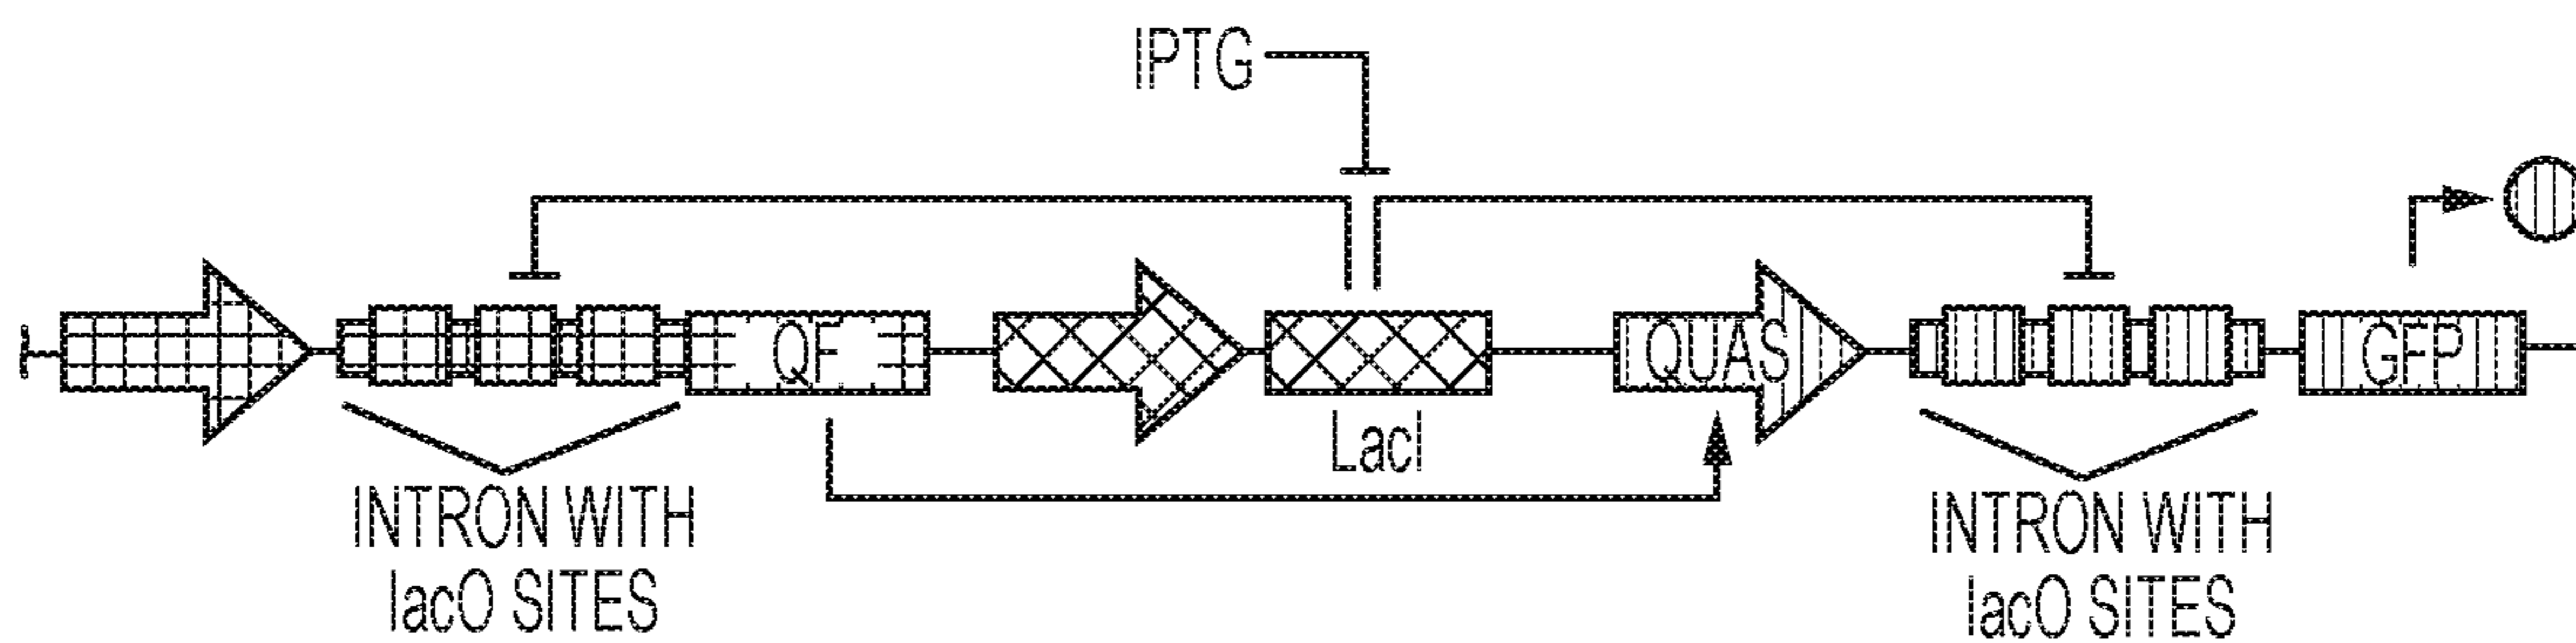 IPTG
QF
QUAS
GFP
LacI
INTRON WITH
lacO SITES
INTRON WITH
lacO SITES